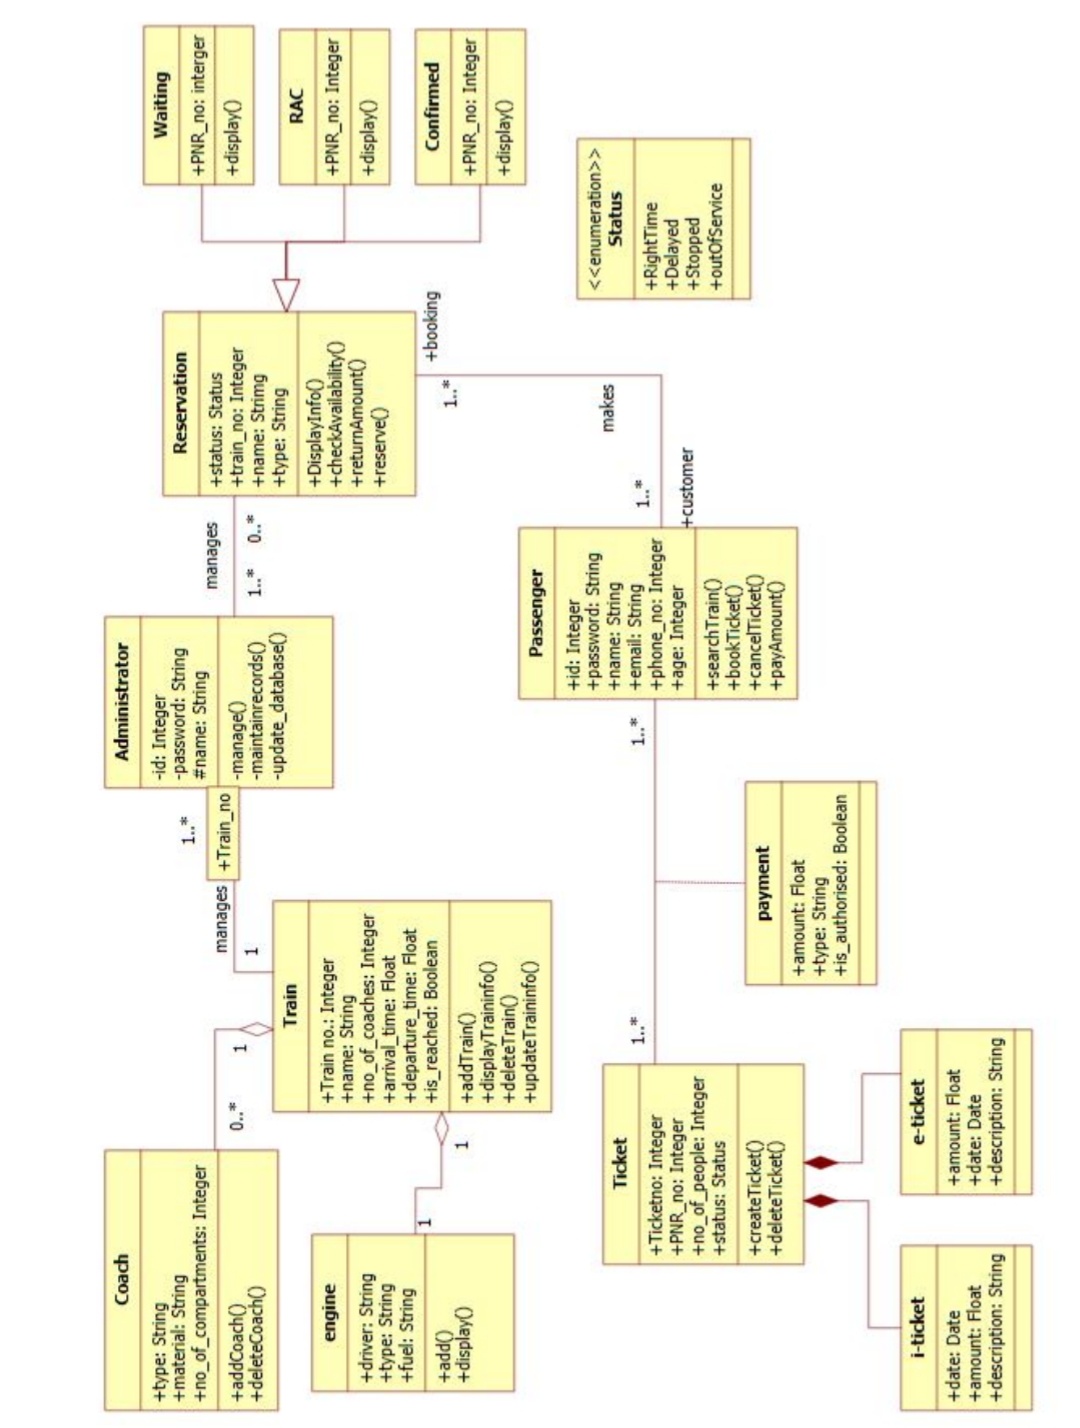 Coach
+type: String
+material: String
+no_of_compartments: Integer
+addCoach()
+deleteCoach()
0..*
1
engine
+driver: String
+type: String
+fuel: String
+add()
+display()
1
1
Train
+Train no.: Integer
+name: String
+no_of_coaches: Integer
+arrival_time: Float
+departure_time: Float
+is_reached: Boolean
+addTrain()
+displayTraininfo()
+deleteTrain()
+updateTraininfo()
1
manages
1..*
+Train_no
Administrator
-id: Integer
-password: String
#name: String
-manage()
-maintainrecords()
-update_database()
manages
1..*
0..*
Reservation
+status: Status
+train_no: Integer
+name: Strimg
+type: String
+DisplayInfo()
+checkAvailability()
+returnAmount()
+reserve()
Waiting
+PNR_no: interger
+display()
RAC
+PNR_no: Integer
+display()
Confirmed
+PNR_no: Integer
+display()
+booking
1..*
makes
1..*
+customer
<<enumeration>>
Status
+RightTime
+Delayed
+Stopped
+outOfService
Passenger
+id: Integer
+password: String
+name: String
+email: String
+phone_no: Integer
+age: Integer
+searchTrain()
+bookTicket()
+cancelTicket()
+payAmount()
1..*
1..*
payment
+amount: Float
+type: String
+is_authorised: Boolean
Ticket
+Ticketno: Integer
+PNR_no: Integer
+no_of_people: Integer
+status: Status
+createTicket()
+deleteTicket()
i-ticket
+date: Date
+amount: Float
+description: String
e-ticket
+amount: Float
+date: Date
+description: String